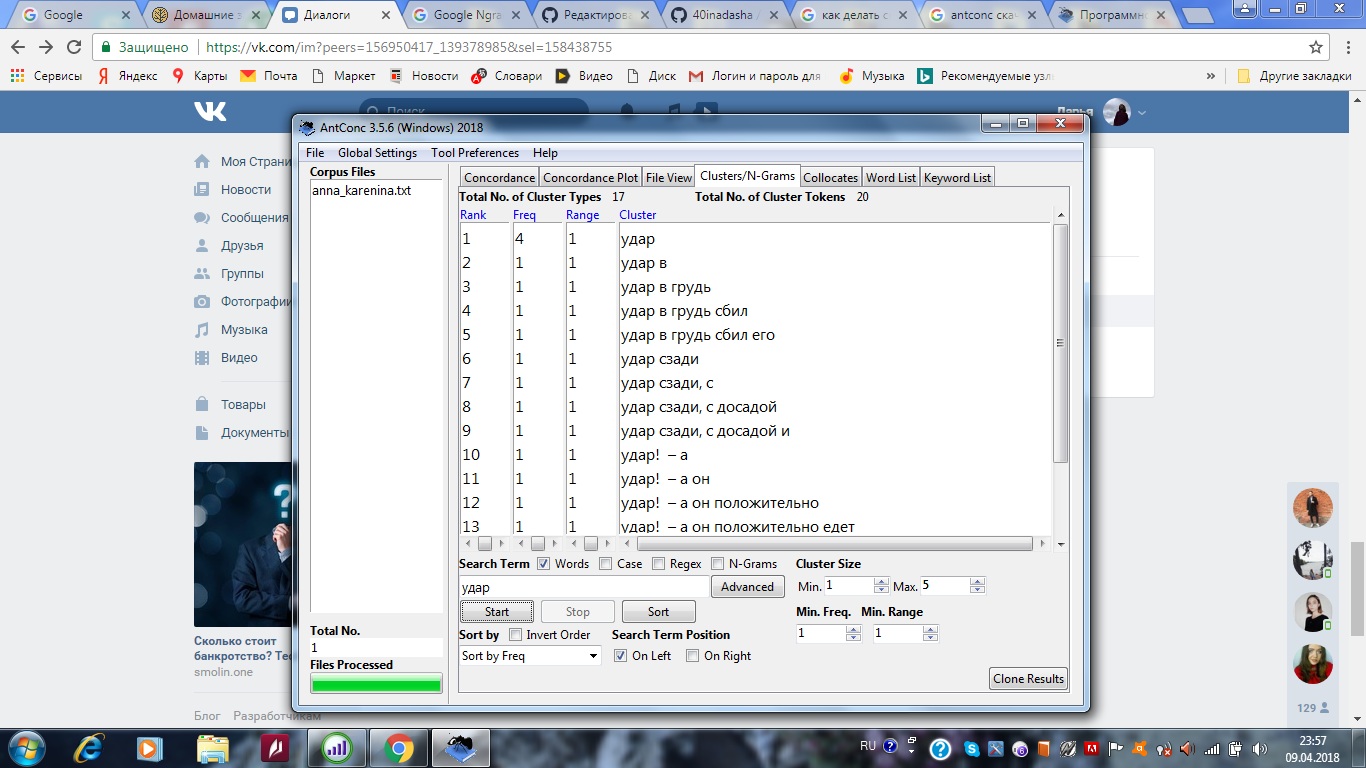 Google
Домашние з
Диалоги
Google Ngra
Редактирова
40inadasha /
как делать с
antconc скач
Программн
Защищено https://vk.com/im?peers=156950417_139378985&sel=158438755
Сервисы Яндекс Карты Почта Маркет Новости Словари Видео Диск Логин и пароль для Музыка Рекомендуемые узл » Другие закладки
Поиск Дарья
AntConc 3.5.6 (Windows) 2018
File Global Settings Tool Preferences Help
Моя Страни
Новости
Сообщения
Друзья
Группы
Фотографии
Музыка
Видео
Товары
Документы
Сколько стоит
банкротство? Тес
smolin.one
Блог Разработчикам
Corpus Files
anna_karenina.txt
Total No.
1
Files Processed
Concordance Concordance Plot File View Clusters/N-Grams Collocates Word List Keyword List
Total No. of Cluster Types 17 Total No. of Cluster Tokens 20
Rank Freq Range Cluster
1 4 1 удар
2 1 1 удар в
3 1 1 удар в грудь
4 1 1 удар в грудь сбил
5 1 1 удар в грудь сбил его
6 1 1 удар сзади
7 1 1 удар сзади, с
8 1 1 удар сзади, с досадой
9 1 1 удар сзади, с досадой и
10 1 1 удар! – а
11 1 1 удар! – а он
12 1 1 удар! – а он положительно
13 1 1 удар! – а он положительно едет
Search Term Words Case Regex N-Grams Cluster Size
удар Advanced Min. 1 Max. 5
Start Stop Sort Min. Freq. Min. Range
Sort by Invert Order Search Term Position 1 1
Sort by Freq On Left On Right
Clone Results
129
RU 23:57
09.04.2018